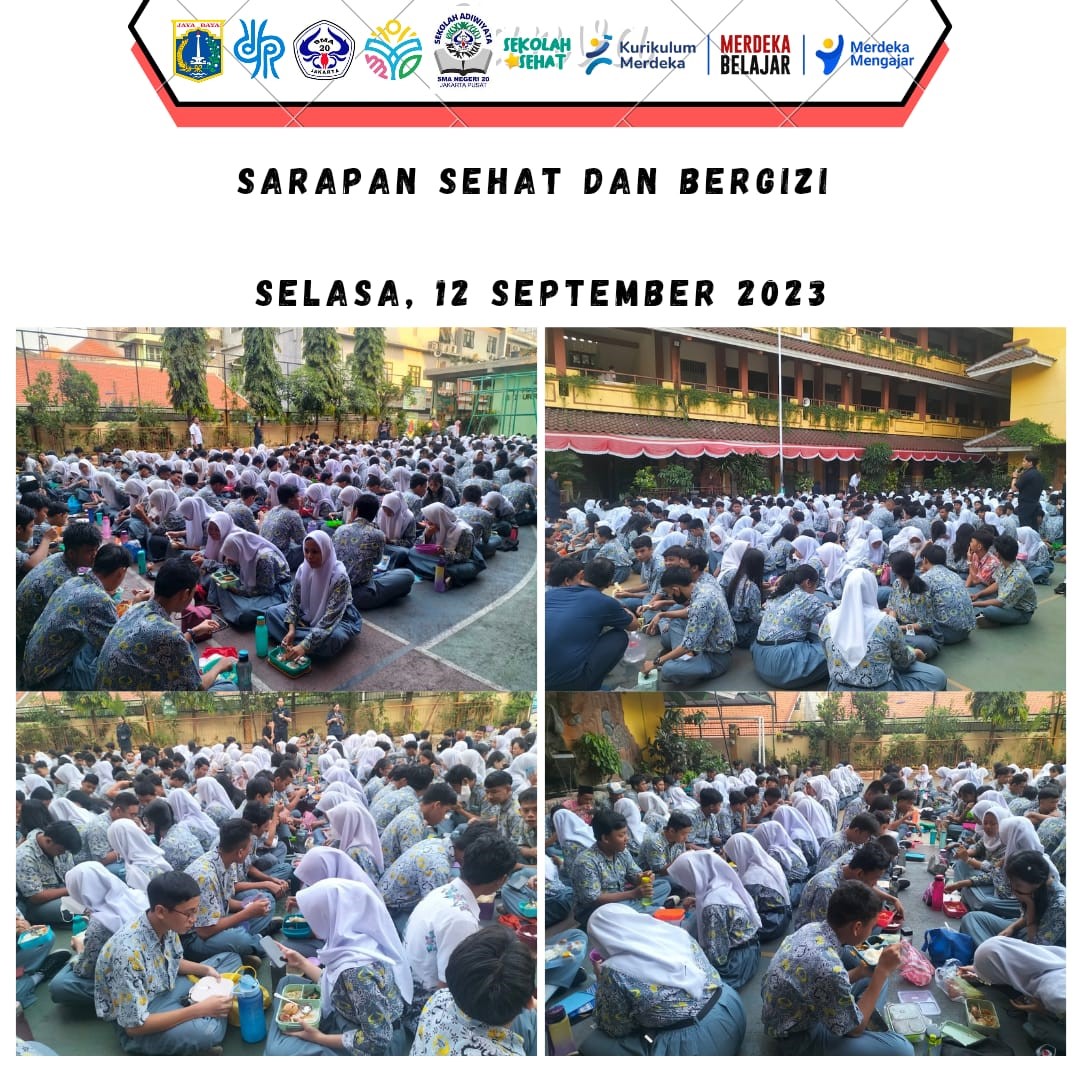 JAYA RAYA
SMA
20
JAKARTA
SEKOLAH ADIWIYATA
SMA NEGERI 20
JAKARTA PUSAT
SEKOLAH
SEHAT
Kurikulum
Merdeka
MERDEKA
BELAJAR
Merdeka
Mengajar
SARAPAN SEHAT DAN BERGIZI
SELASA, 12 SEPTEMBER 2023